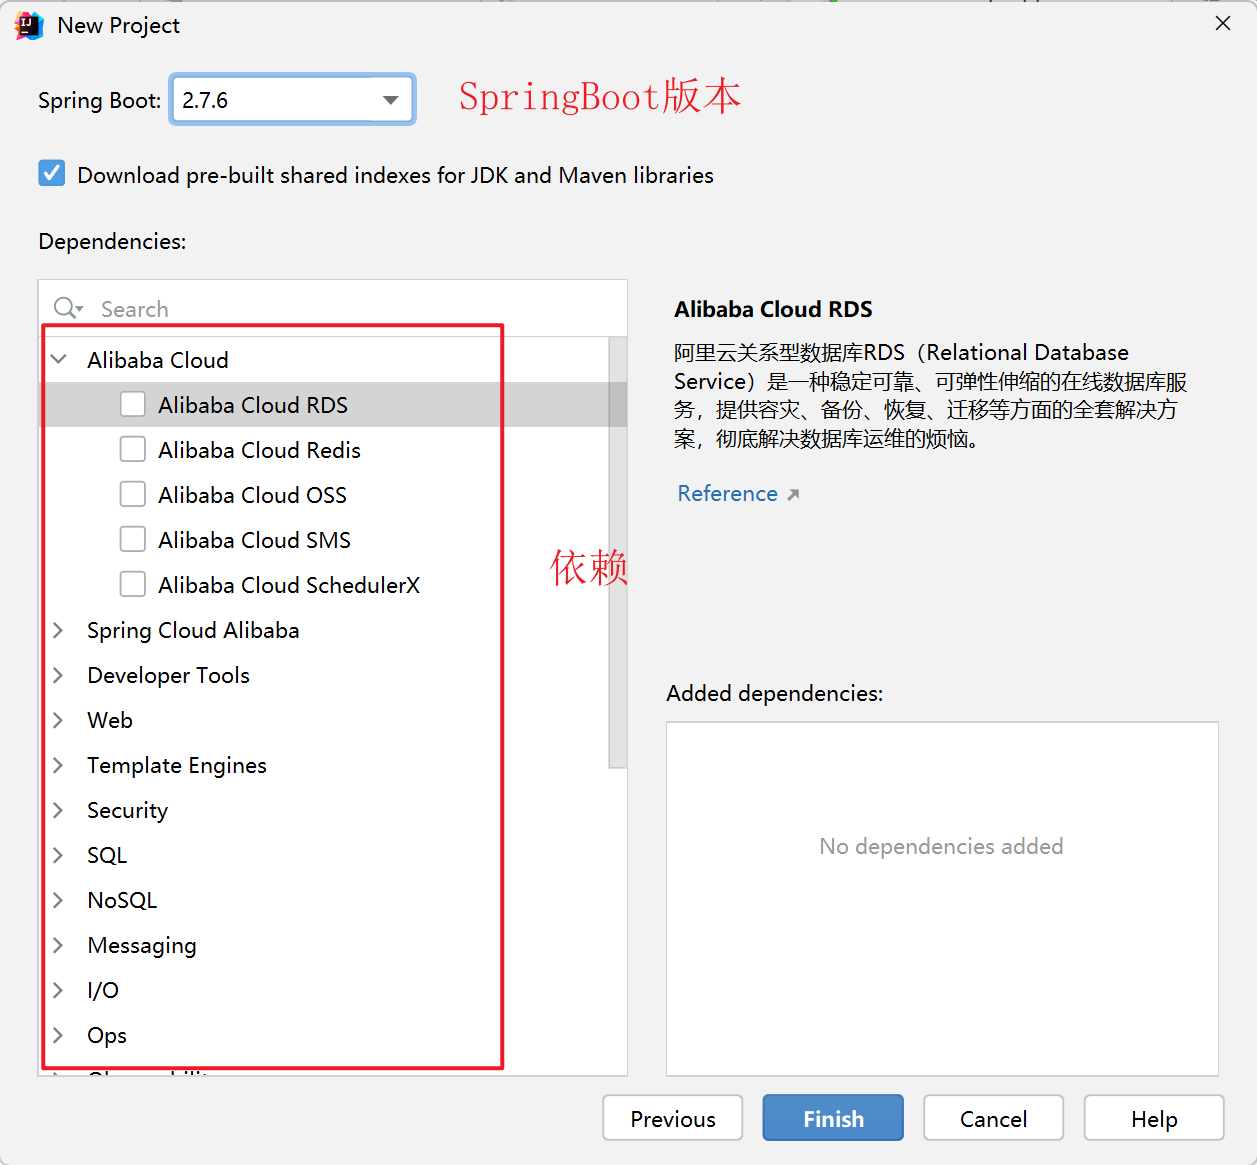 New Project
Spring Boot:
2.7.6
SpringBoot版本
Download pre-built shared indexes for JDK and Maven libraries
Dependencies:
Search
Alibaba Cloud
Alibaba Cloud RDS
Alibaba Cloud Redis
Alibaba Cloud OSS
Alibaba Cloud SMS
Alibaba Cloud SchedulerX
Spring Cloud Alibaba
Developer Tools
Web
Template Engines
Security
SQL
NoSQL
Messaging
I/O
Ops
依赖
Alibaba Cloud RDS
阿里云关系型数据库RDS（Relational Database
Service）是一种稳定可靠、可弹性伸缩的在线数据库服
务，提供容灾、备份、恢复、迁移等方面的全套解决方
案，彻底解决数据库运维的烦恼。
Reference
Added dependencies:
No dependencies added
Previous
Finish
Cancel
Help